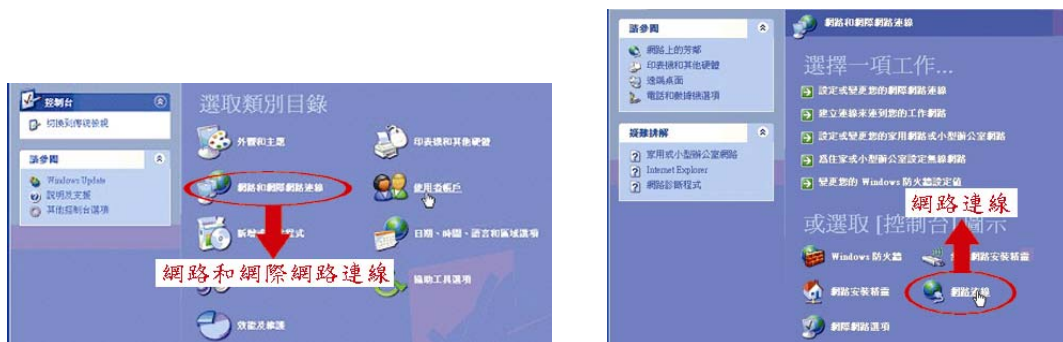 控制台
切換到傳統檢視
請參閱
Windows Update
說明及支援
其他控制台選項
選取類別目錄
外觀和主題
印表機和其他硬體
網路和網際網路連線
使用者帳戶
日期、時間、語言和區域選項
網路和網際網路連線
協助工具選項
效能及維護
請參閱
網路上的芳鄰
印表機和其他硬體
遠端桌面
電話和數據機選項
疑難排解
家用或小型辦公室網路
Internet Explorer
網路診斷程式
網路和網際網路連線
選擇一項工作...
設定或變更您的網際網路連線
建立連線來連到您的工作網路
設定或變更您的家用網路或小型辦公室網路
為住家或小型辦公室設定無線網路
變更您的 Windows 防火牆設定值
網路連線
或選取 [控制台] 圖示
Windows 防火牆
網路安裝精靈
網路安裝精靈
網路連線
網際網路選項